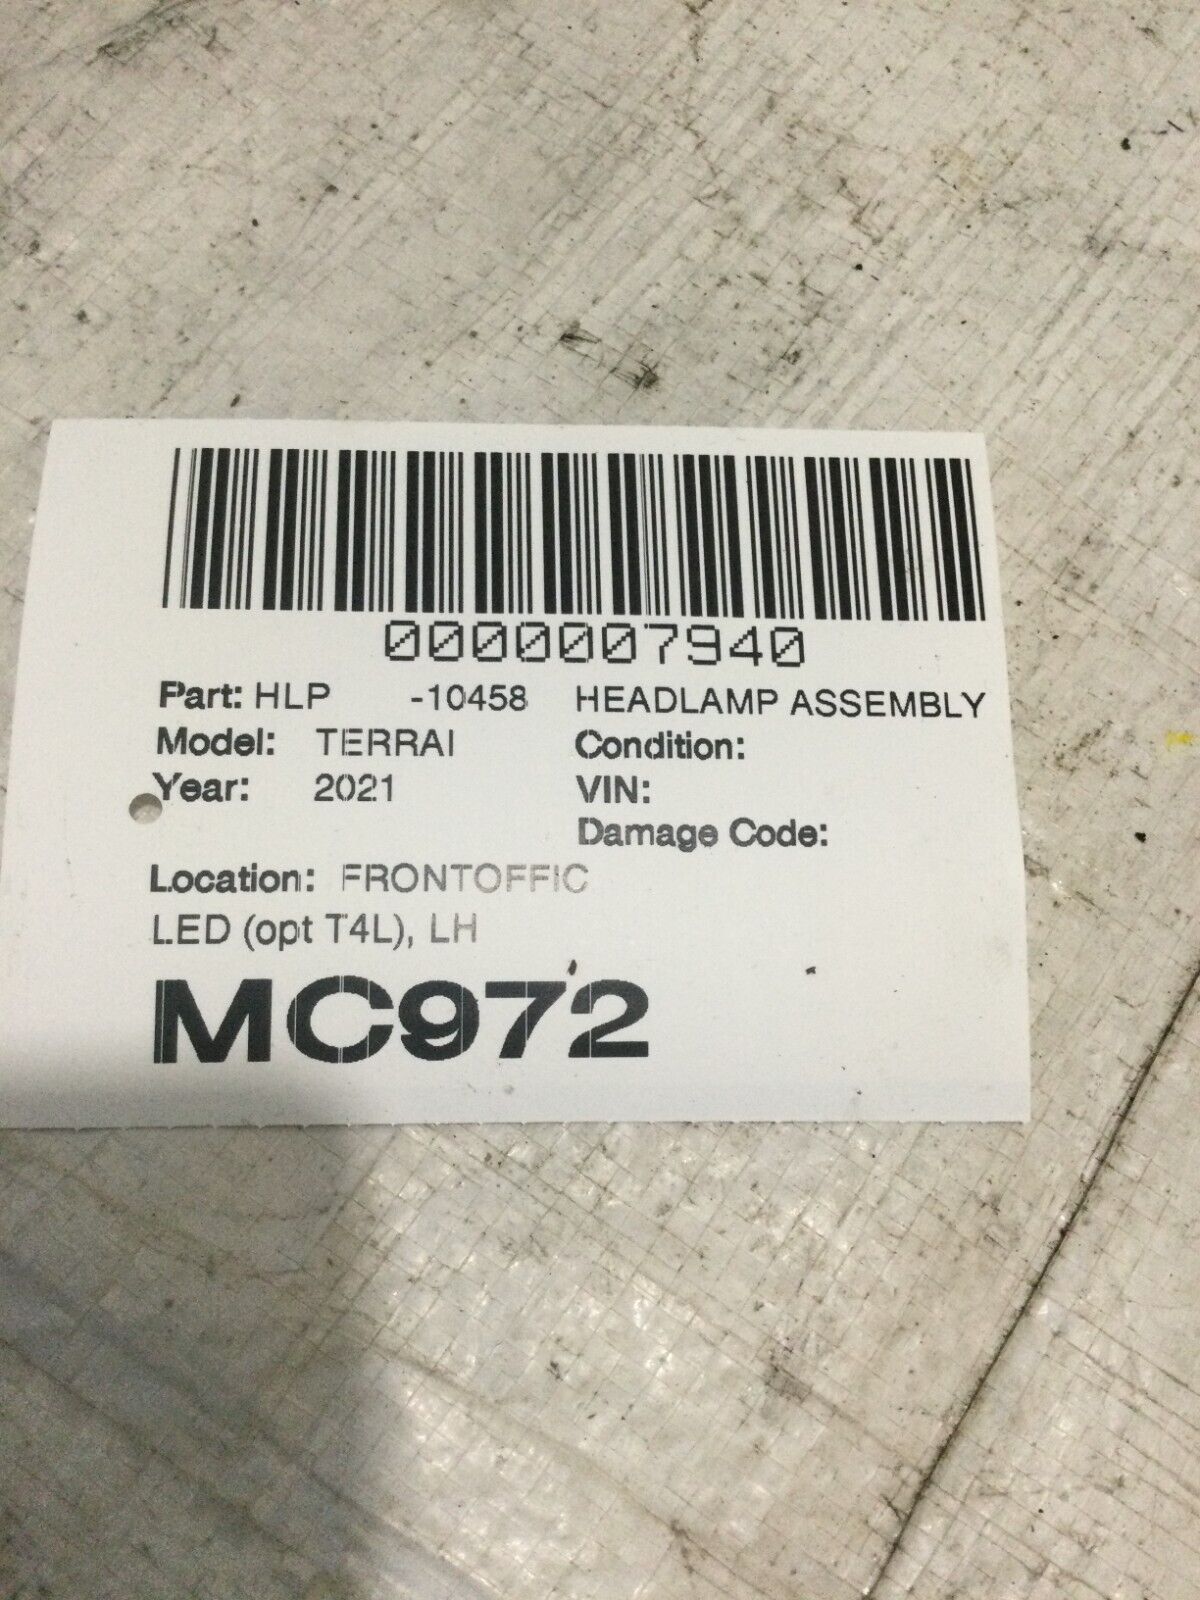 0000007940
Part: HLP -10458 HEADLAMP ASSEMBLY
Model: TERRAI Condition:
Year: 2021 VIN:
Damage Code:
Location: FRONTOFFIC
LED (opt T4L), LH
MC972